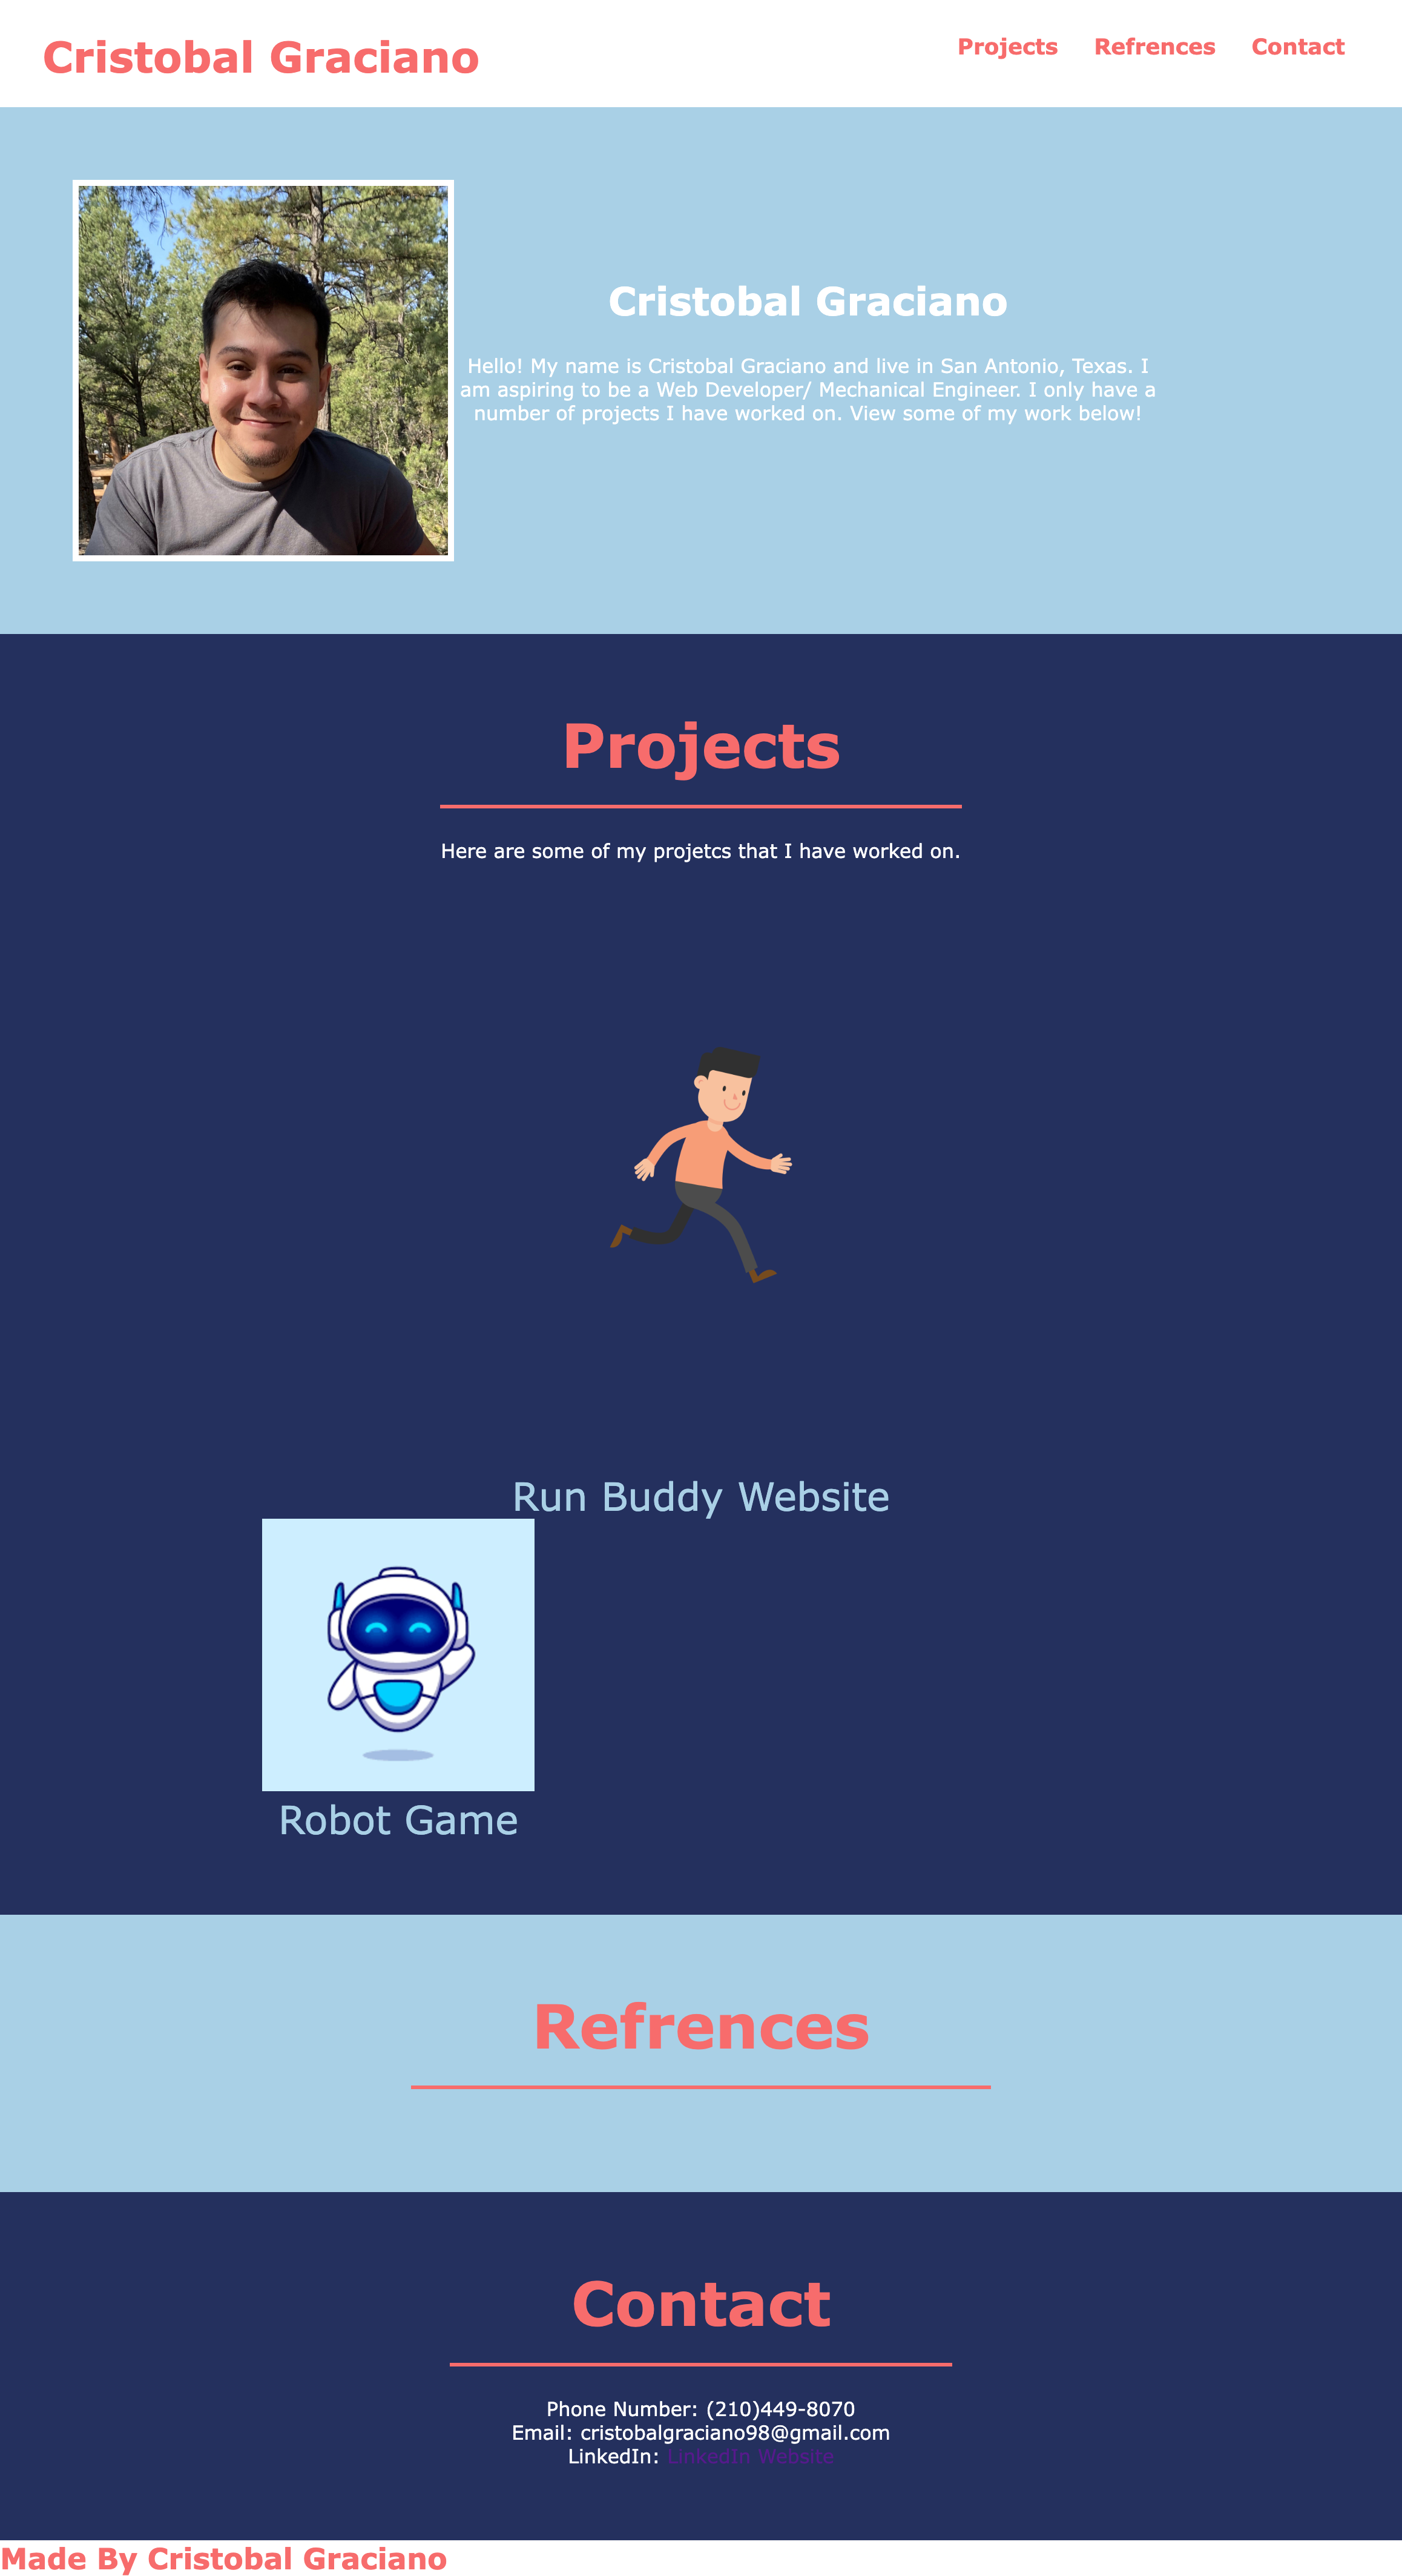 Cristobal Graciano
Projects Refrences Contact
Cristobal Graciano
Hello! My name is Cristobal Graciano and live in San Antonio, Texas. I
am aspiring to be a Web Developer/ Mechanical Engineer. I only have a
number of projects I have worked on. View some of my work below!
Projects
Here are some of my projetcs that I have worked on.
Run Buddy Website
Robot Game
Refrences
Contact
Phone Number: (210)449-8070
Email: cristobalgraciano98@gmail.com
LinkedIn: LinkedIn Website
Made By Cristobal Graciano